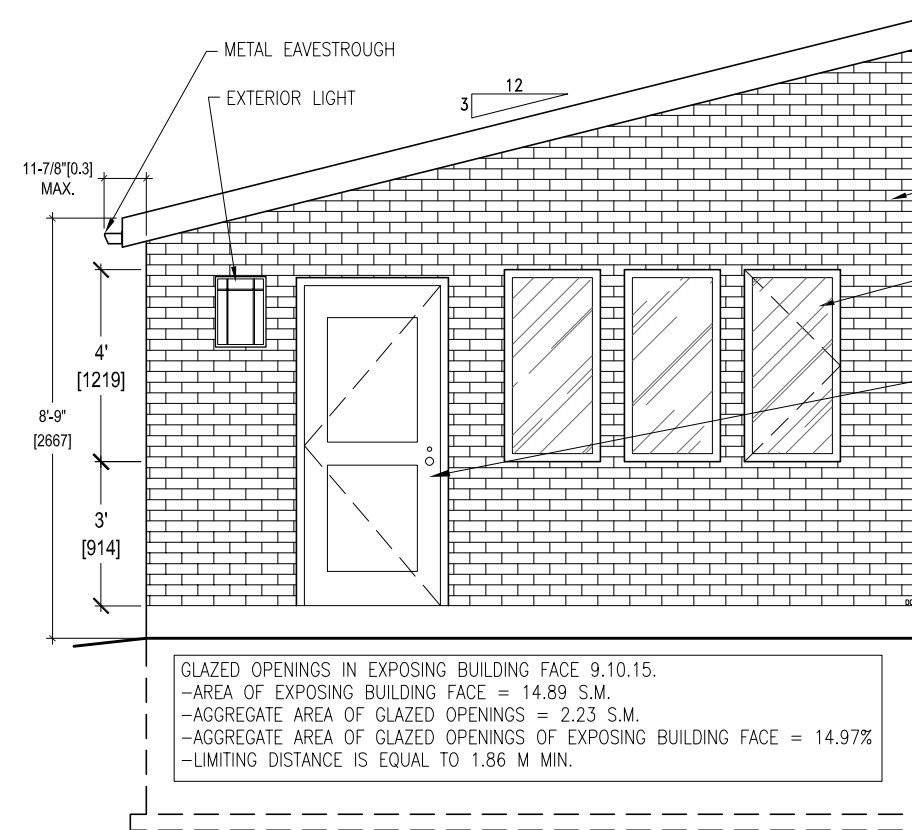 METAL EAVESTROUGH
EXTERIOR LIGHT
12
3
11-7/8"[0.3]
MAX.
4'
[1219]
8'-9"
[2667]
3'
[914]
GLAZED OPENINGS IN EXPOSING BUILDING FACE 9.10.15.
-AREA OF EXPOSING BUILDING FACE = 14.89 S.M.
-AGGREGATE AREA OF GLAZED OPENINGS = 2.23 S.M.
-AGGREGATE AREA OF GLAZED OPENINGS OF EXPOSING BUILDING FACE = 14.97%
-LIMITING DISTANCE IS EQUAL TO 1.86 M MIN.